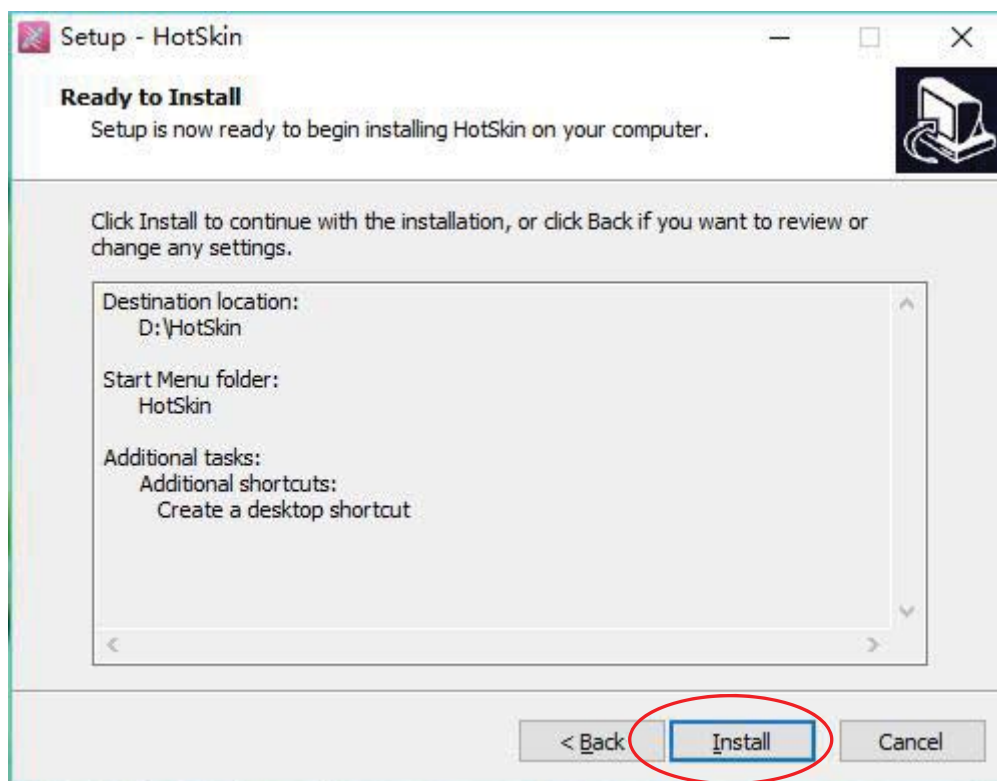 Setup - HotSkin
Ready to Install
Setup is now ready to begin installing HotSkin on your computer.
Click Install to continue with the installation, or click Back if you want to review or
change any settings.
Destination location:
D:\HotSkin
Start Menu folder:
HotSkin
Additional tasks:
Additional shortcuts:
Create a desktop shortcut
< Back Install Cancel